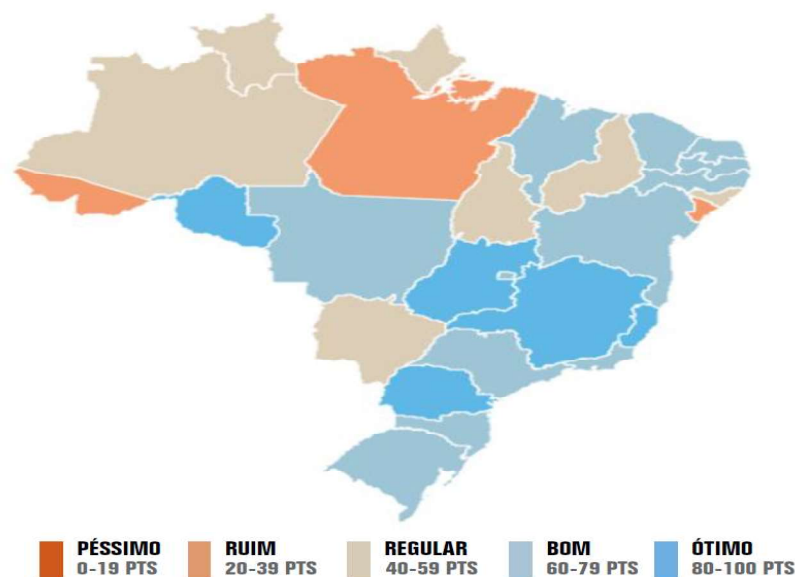 PÉSSIMO
0-19 PTS
RUIM
20-39 PTS
REGULAR
40-59 PTS
BOM
60-79 PTS
ÓTIMO
80-100 PTS